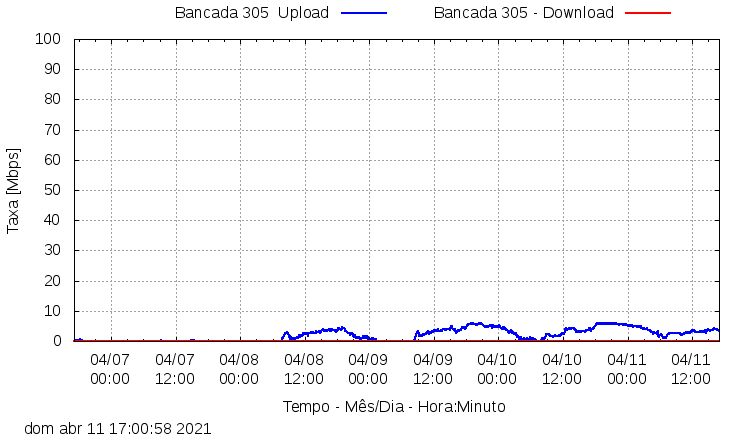 Bancada 305  Upload
Bancada 305 - Download
Taxa [Mbps]
100
90
80
70
60
50
40
30
20
10
0
04/07 04/07 04/08 04/08 04/09 04/09 04/10 04/10 04/11 04/11
00:00 12:00 00:00 12:00 00:00 12:00 00:00 12:00 00:00 12:00
Tempo - Mês/Dia - Hora:Minuto
dom abr 11 17:00:58 2021